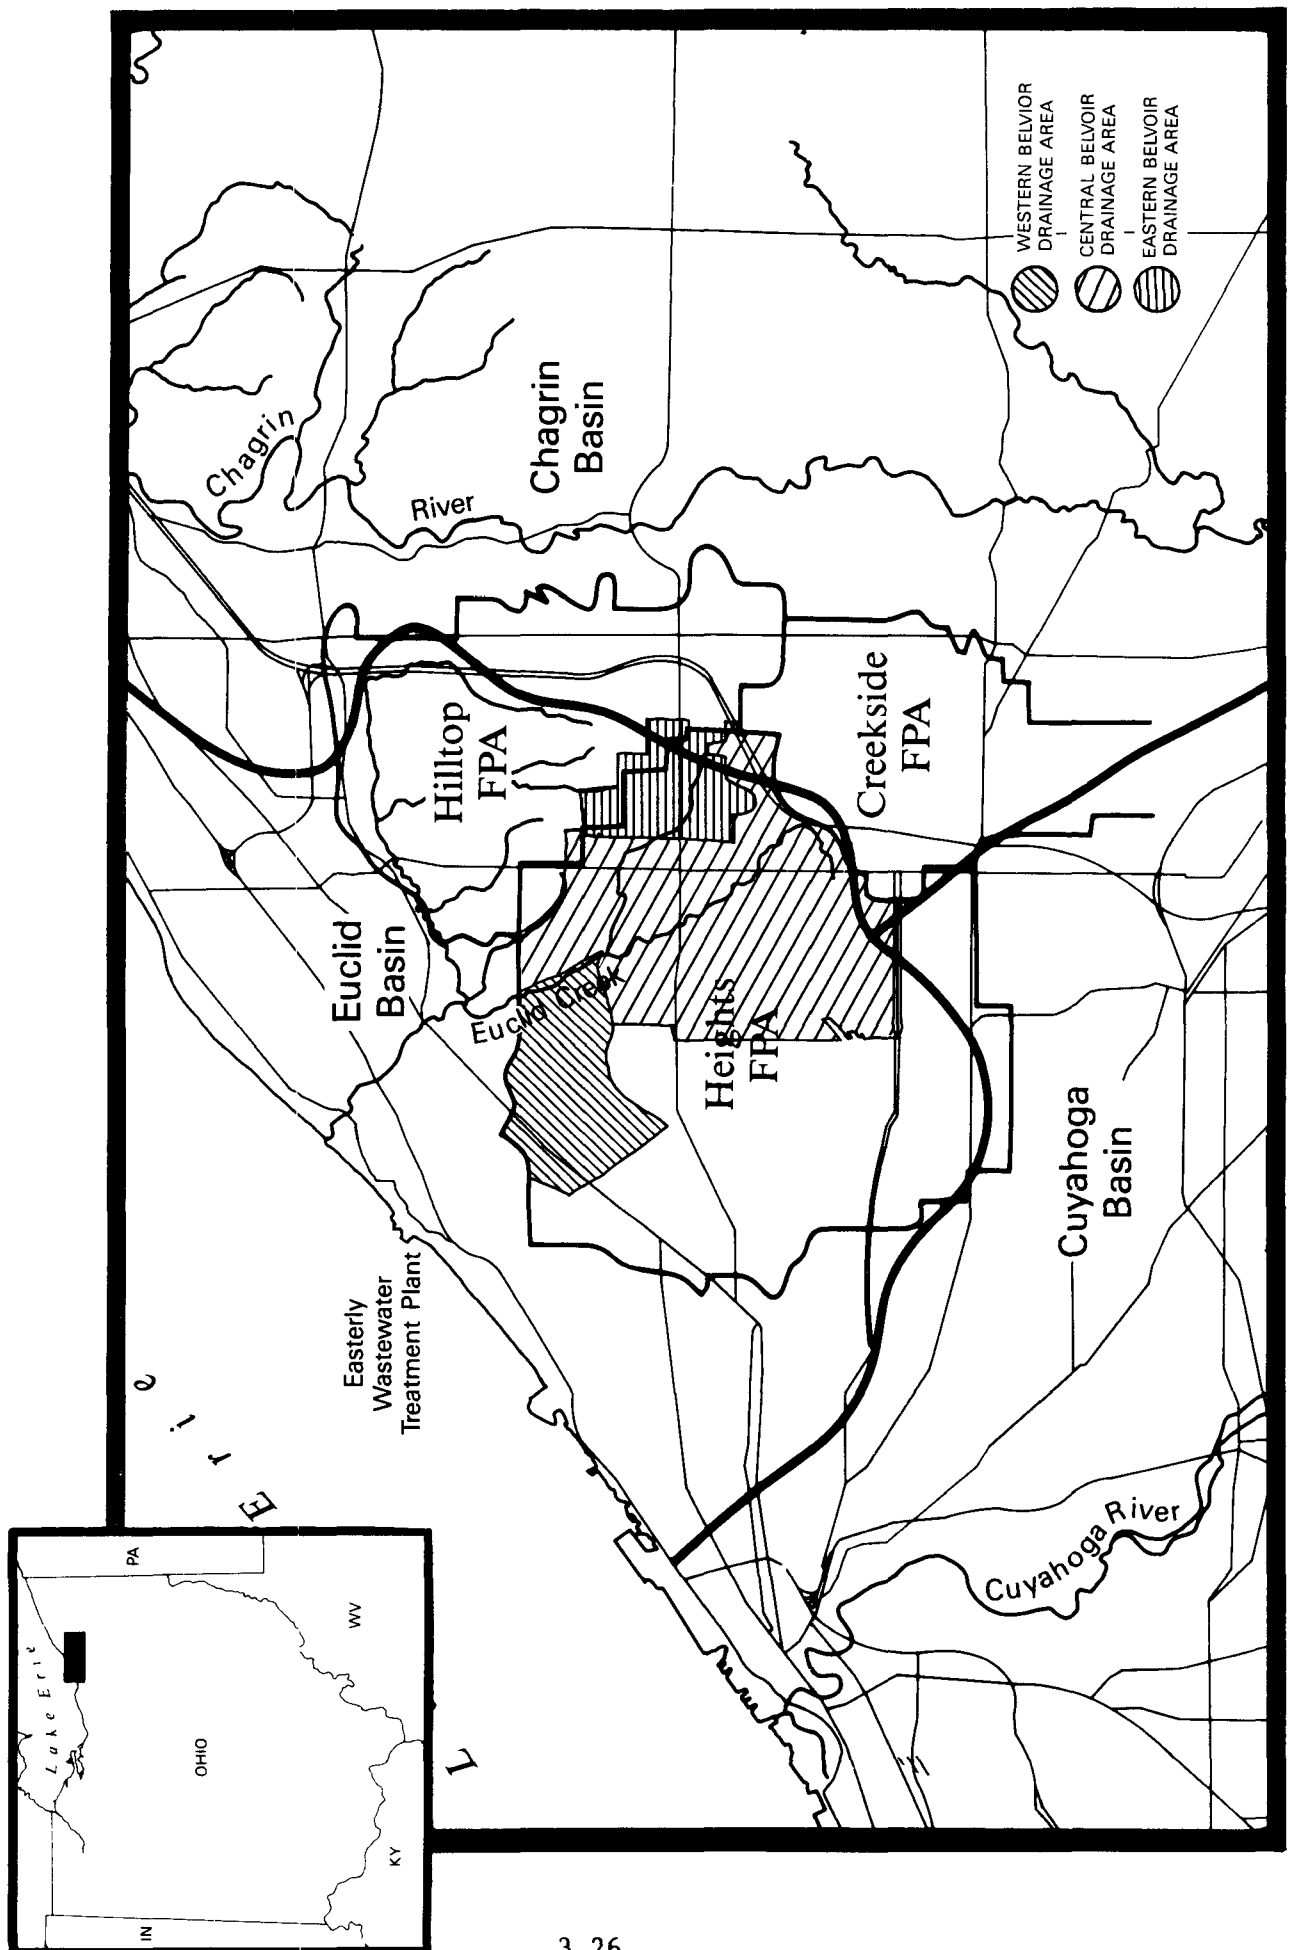 PA
WV
OHIO
Lake Erie
KY
IN
L
E r i e
Easterly
Wastewater
Treatment Plant
Euclid
Basin
Euclid Creek
Hilltop
FPA
Heights
FPA
Creekside
FPA
Chagrin
River
Chagrin
Basin
Cuyahoga
Basin
Cuyahoga River
WESTERN BELVIOR
DRAINAGE AREA
CENTRAL BELVOIR
DRAINAGE AREA
EASTERN BELVOIR
DRAINAGE AREA
3-26